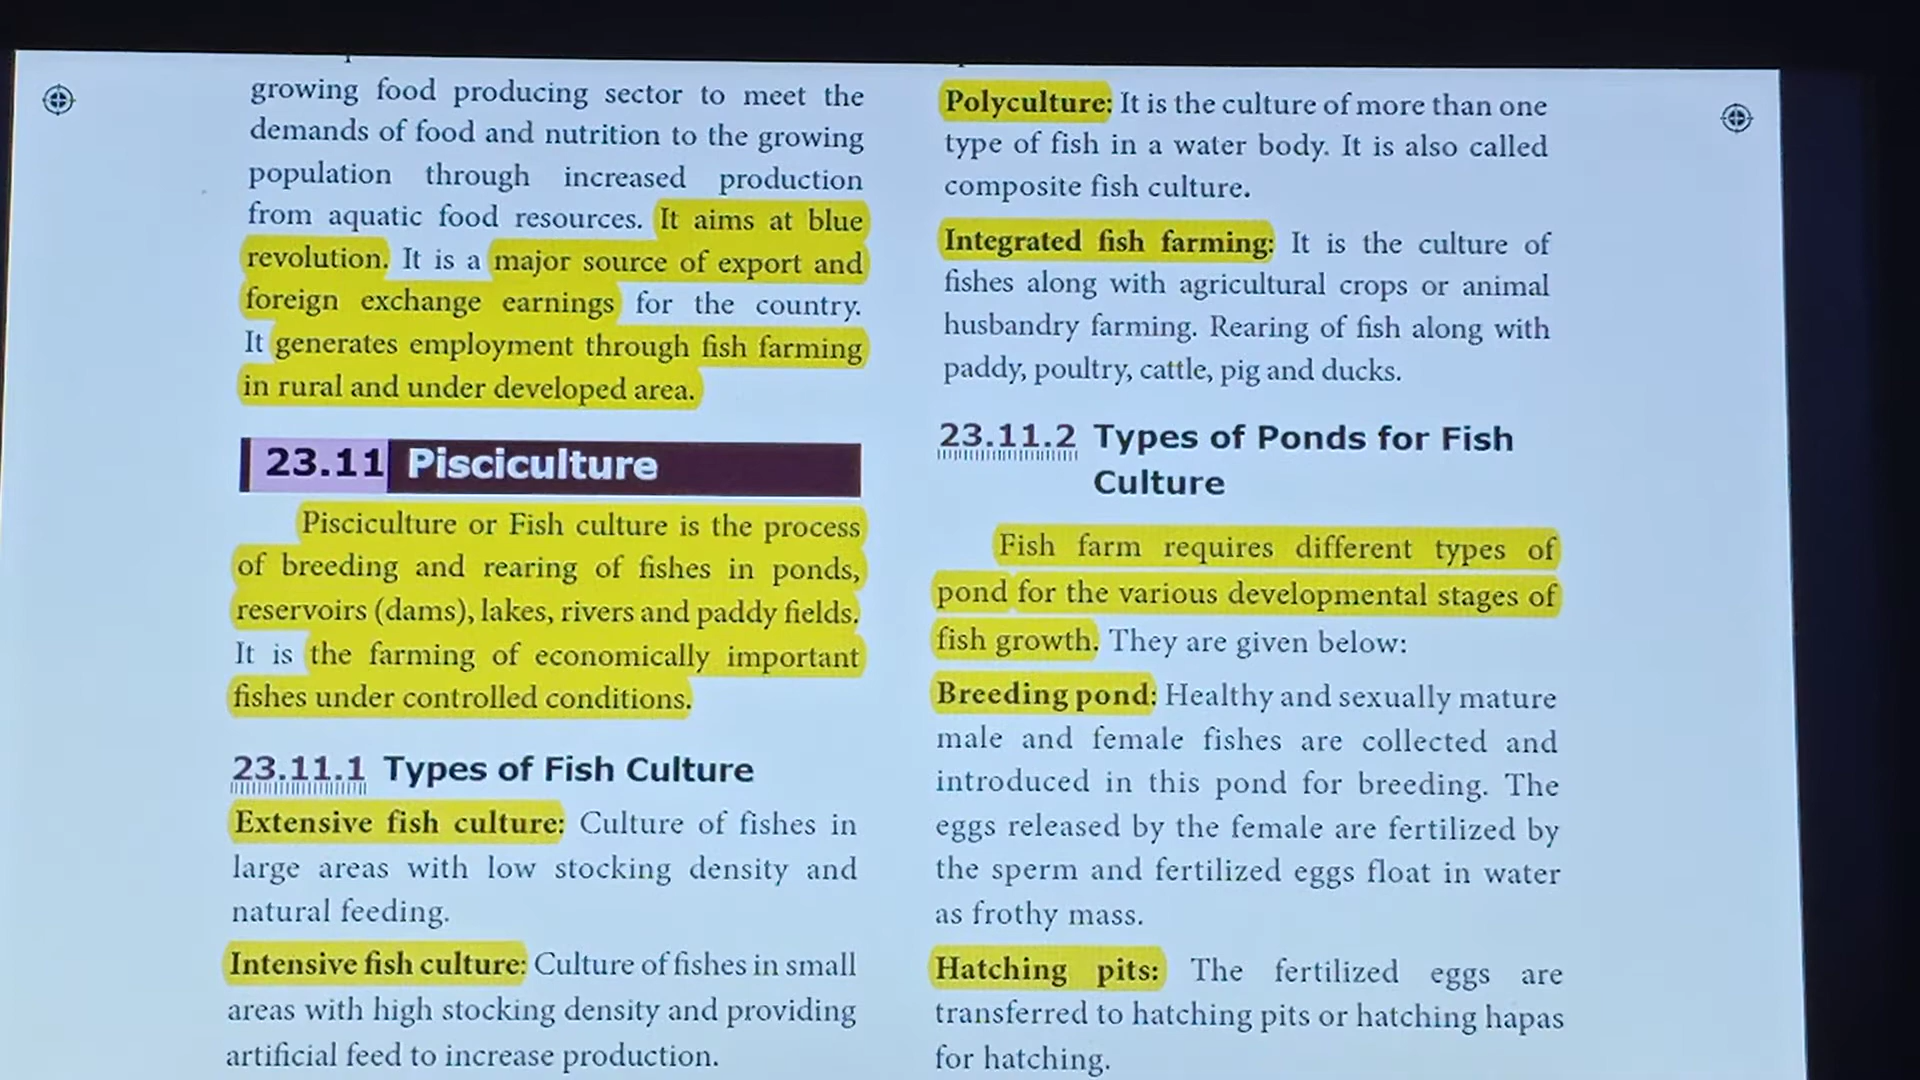 growing food producing sector to meet the
demands of food and nutrition to the growing
population through increased production
from aquatic food resources. It aims at blue
revolution. It is a major source of export and
foreign exchange earnings for the country.
It generates employment through fish farming
in rural and under developed area.
23.11 Pisciculture
Pisciculture or Fish culture is the process
of breeding and rearing of fishes in ponds,
reservoirs (dams), lakes, rivers and paddy fields.
It is the farming of economically important
fishes under controlled conditions.
23.11.1 Types of Fish Culture
Extensive fish culture: Culture of fishes in
large areas with low stocking density and
natural feeding.
Intensive fish culture: Culture of fishes in small
areas with high stocking density and providing
artificial feed to increase production.
Polyculture: It is the culture of more than one
type of fish in a water body. It is also called
composite fish culture.
Integrated fish farming: It is the culture of
fishes along with agricultural crops or animal
husbandry farming. Rearing of fish along with
paddy, poultry, cattle, pig and ducks.
23.11.2 Types of Ponds for Fish
Culture
Fish farm requires different types of
pond for the various developmental stages of
fish growth. They are given below:
Breeding pond: Healthy and sexually mature
male and female fishes are collected and
introduced in this pond for breeding. The
eggs released by the female are fertilized by
the sperm and fertilized eggs float in water
as frothy mass.
Hatching pits: The fertilized eggs are
transferred to hatching pits or hatching hapas
for hatching.